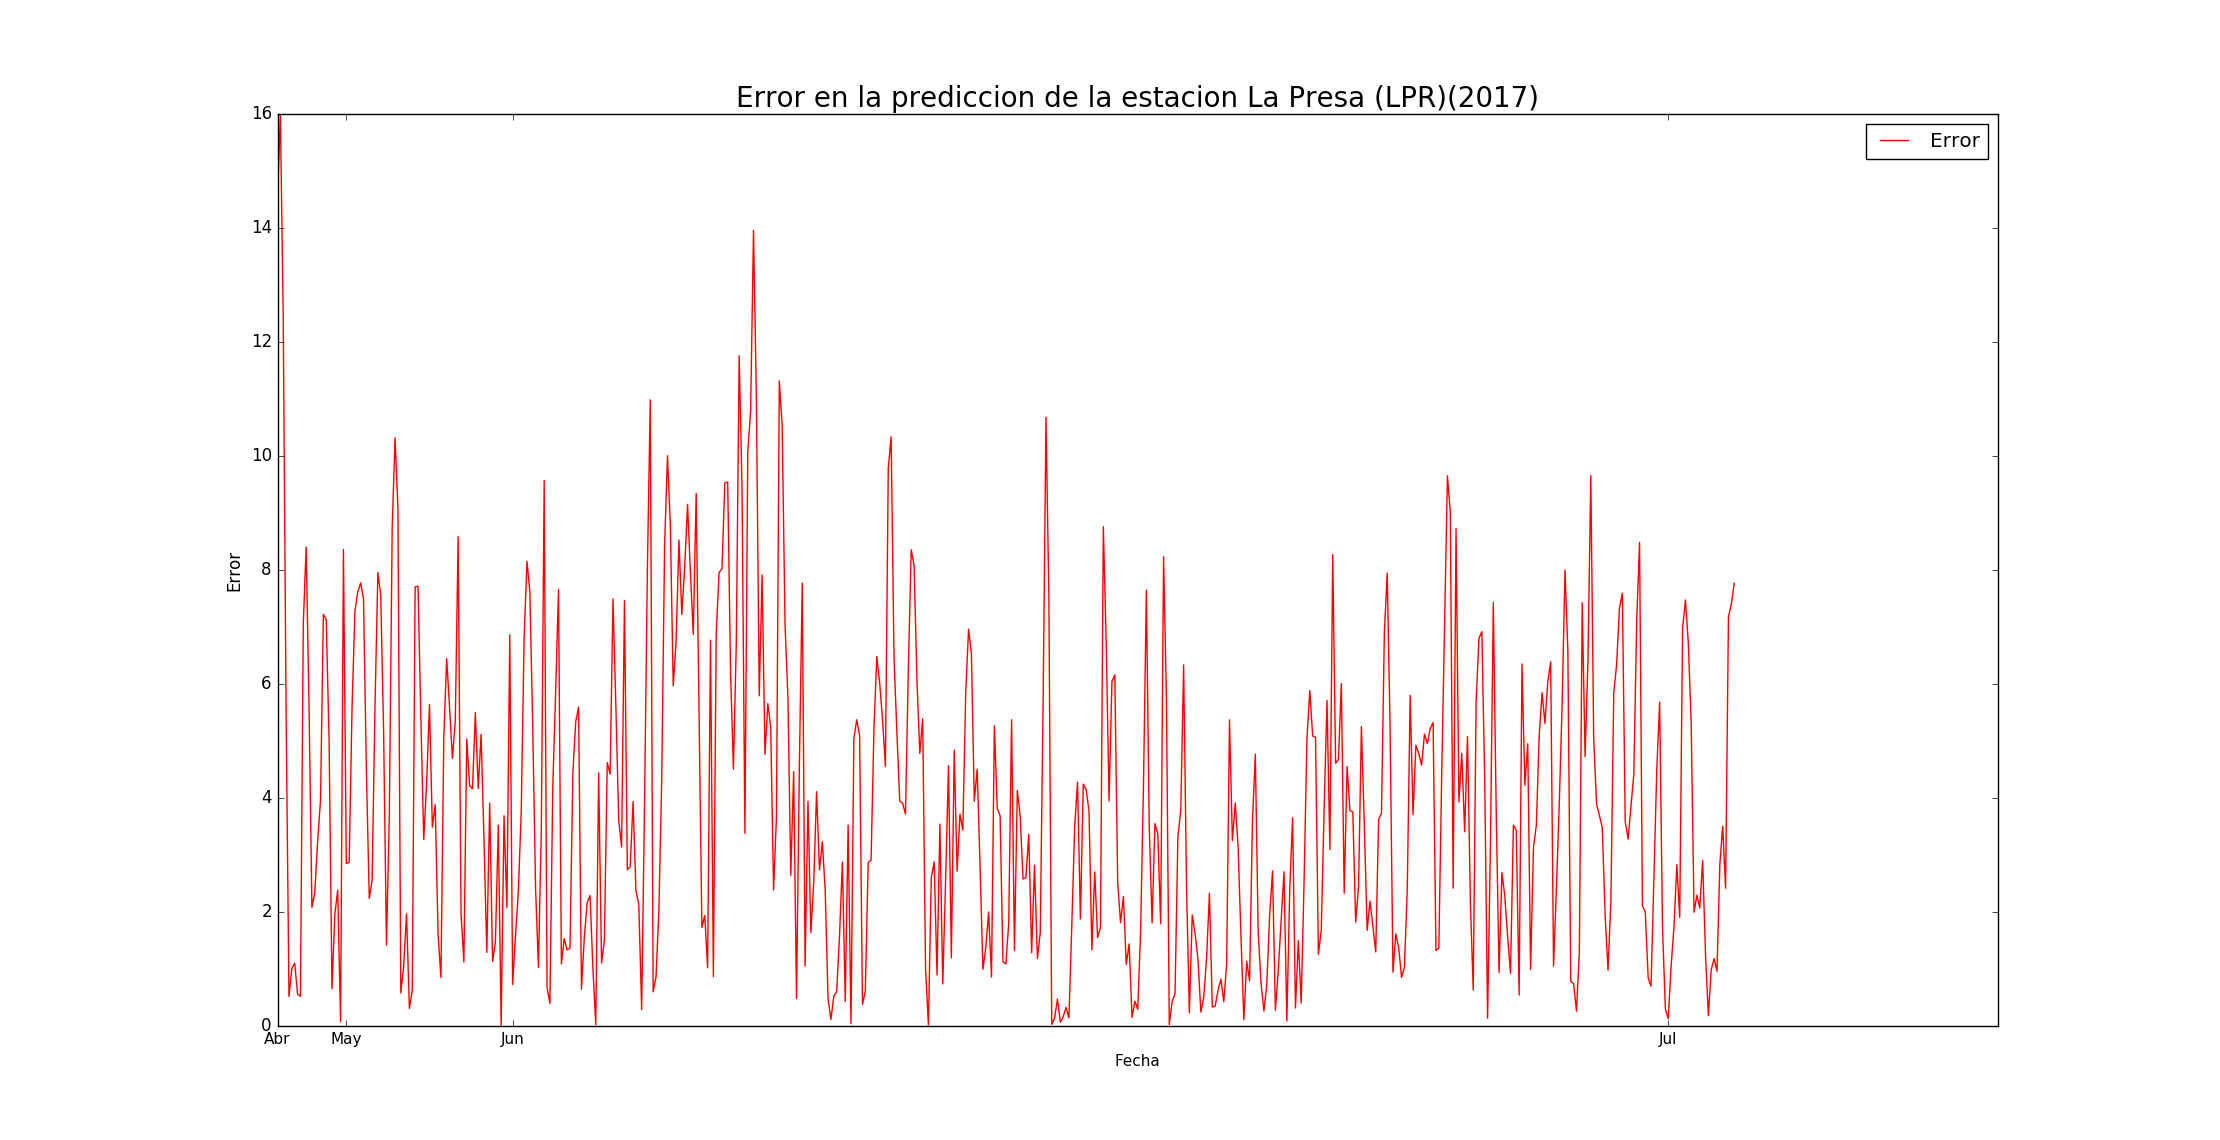 Error en la prediccion de la estacion La Presa (LPR)(2017)
16
14
12
10
8
6
4
2
0
Error
Error
Abr May Jun Jul
Fecha